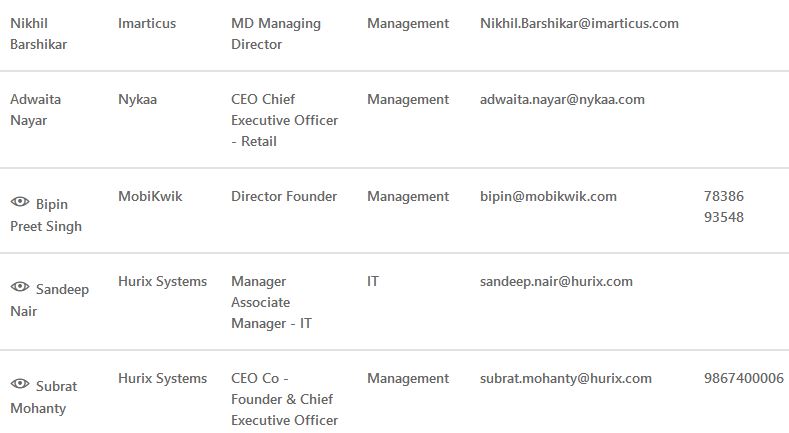 Nikhil Barshikar Imarticus MD Managing Director Management Nikhil.Barshikar@imarticus.com
Adwaita Nayar Nykaa CEO Chief Executive Officer - Retail Management adwaita.nayar@nykaa.com
Bipin Preet Singh MobiKwik Director Founder Management bipin@mobikwik.com 78386 93548
Sandeep Nair Hurix Systems Manager Associate Manager - IT IT sandeep.nair@hurix.com
Subrat Mohanty Hurix Systems CEO Co - Founder & Chief Executive Officer Management subrat.mohanty@hurix.com 9867400006